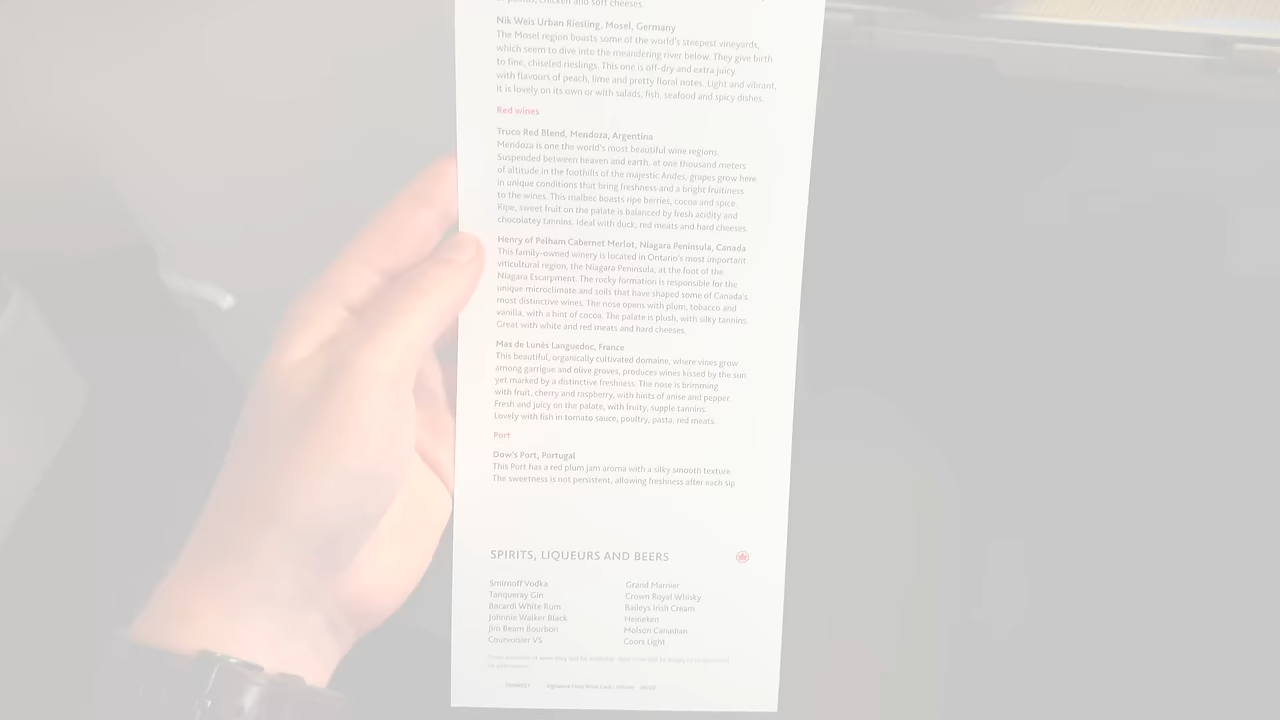 of pastas, chicken and soft cheeses.
Nik Weis Urban Riesling, Mosel, Germany
The Mosel region boasts some of the world's steepest vineyards,
which seem to dive into the meandering river below. They give birth
to fine, chiseled rieslings. This one is off-dry and extra juicy
with flavours of peach, lime and pretty floral notes. Light and vibrant,
it is lovely on its own or with salads, fish, seafood and spicy dishes.
Red wines
Truco Red Blend, Mendoza, Argentina
Mendoza is one the world's most beautiful wine regions.
Suspended between heaven and earth, at one thousand meters
of altitude in the foothills of the majestic Andes, grapes grow here
in unique conditions that bring freshness and a bright fruitiness
to the wines. This malbec boasts ripe berries, cocoa and spice.
Ripe, sweet fruit on the palate is balanced by fresh acidity and
chocolatey tannins. Ideal with duck, red meats and hard cheeses.
Henry of Pelham Cabernet Merlot, Niagara Peninsula, Canada
This family-owned winery is located in Ontario's most important
viticultural region, the Niagara Peninsula, at the foot of the
Niagara Escarpment. The rocky formation is responsible for the
unique microclimate and soils that have shaped some of Canada's
most distinctive wines. The nose opens with plum, tobacco and
vanilla, with a hint of cocoa. The palate is plush, with silky tannins.
Great with white and red meats and hard cheeses.
Mas de Lunès Languedoc, France
This beautiful, organically cultivated domaine, where vines grow
among garrigue and olive groves, produces wines kissed by the sun
yet marked by a distinctive freshness. The nose is brimming
with fruit, cherry and raspberry, with hints of anise and pepper.
Fresh and juicy on the palate, with fruity, supple tannins.
Lovely with fish in tomato sauce, poultry, pasta, red meats.
Port
Dow's Port, Portugal
This Port has a red plum jam aroma with a silky smooth texture.
The sweetness is not persistent, allowing freshness after each sip
SPIRITS, LIQUEURS AND BEERS
Smirnoff Vodka
Tanqueray Gin
Bacardi White Rum
Johnnie Walker Black
Jim Beam Bourbon
Courvoisier VS
Grand Marnier
Crown Royal Whisky
Baileys Irish Cream
Heineken
Molson Canadian
Coors Light